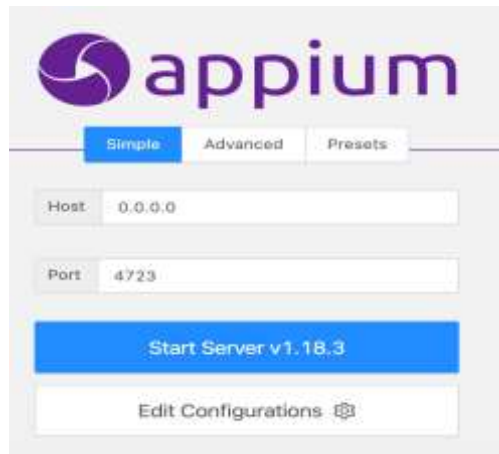 appium
Simple Advanced Presets
Host 0.0.0.0
Port 4723
Start Server v1.18.3
Edit Configurations